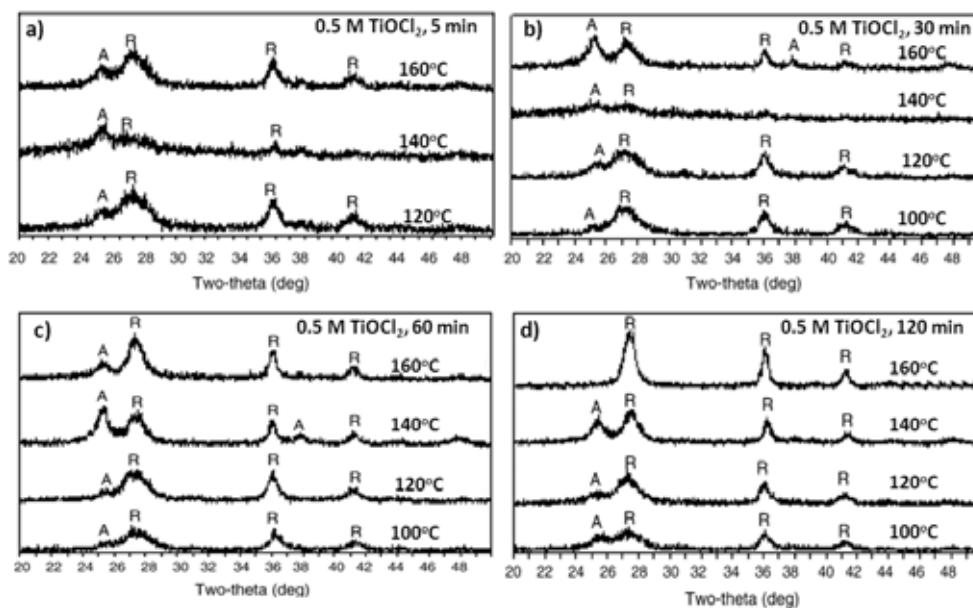 a) 0.5 M TiOCl₂, 5 min
A R R R 160°C
A R R 140°C
A R R R 120°C
20 22 24 26 28 30 32 34 36 38 40 42 44 46 48
Two-theta (deg)
b) 0.5 M TiOCl₂, 30 min
A R R A R 160°C
A R 140°C
A R R R 120°C
A R R R 100°C
20 22 24 26 28 30 32 34 36 38 40 42 44 46 48
Two-theta (deg)
c) 0.5 M TiOCl₂, 60 min
A R R R 160°C
A R R A R 140°C
A R R R 120°C
A R R R 100°C
20 22 24 26 28 30 32 34 36 38 40 42 44 46 48
Two-theta (deg)
d) 0.5 M TiOCl₂, 120 min
R R R 160°C
A R R R 140°C
A R R R 120°C
A R R R 100°C
20 22 24 26 28 30 32 34 36 38 40 42 44 46 48
Two-theta (deg)